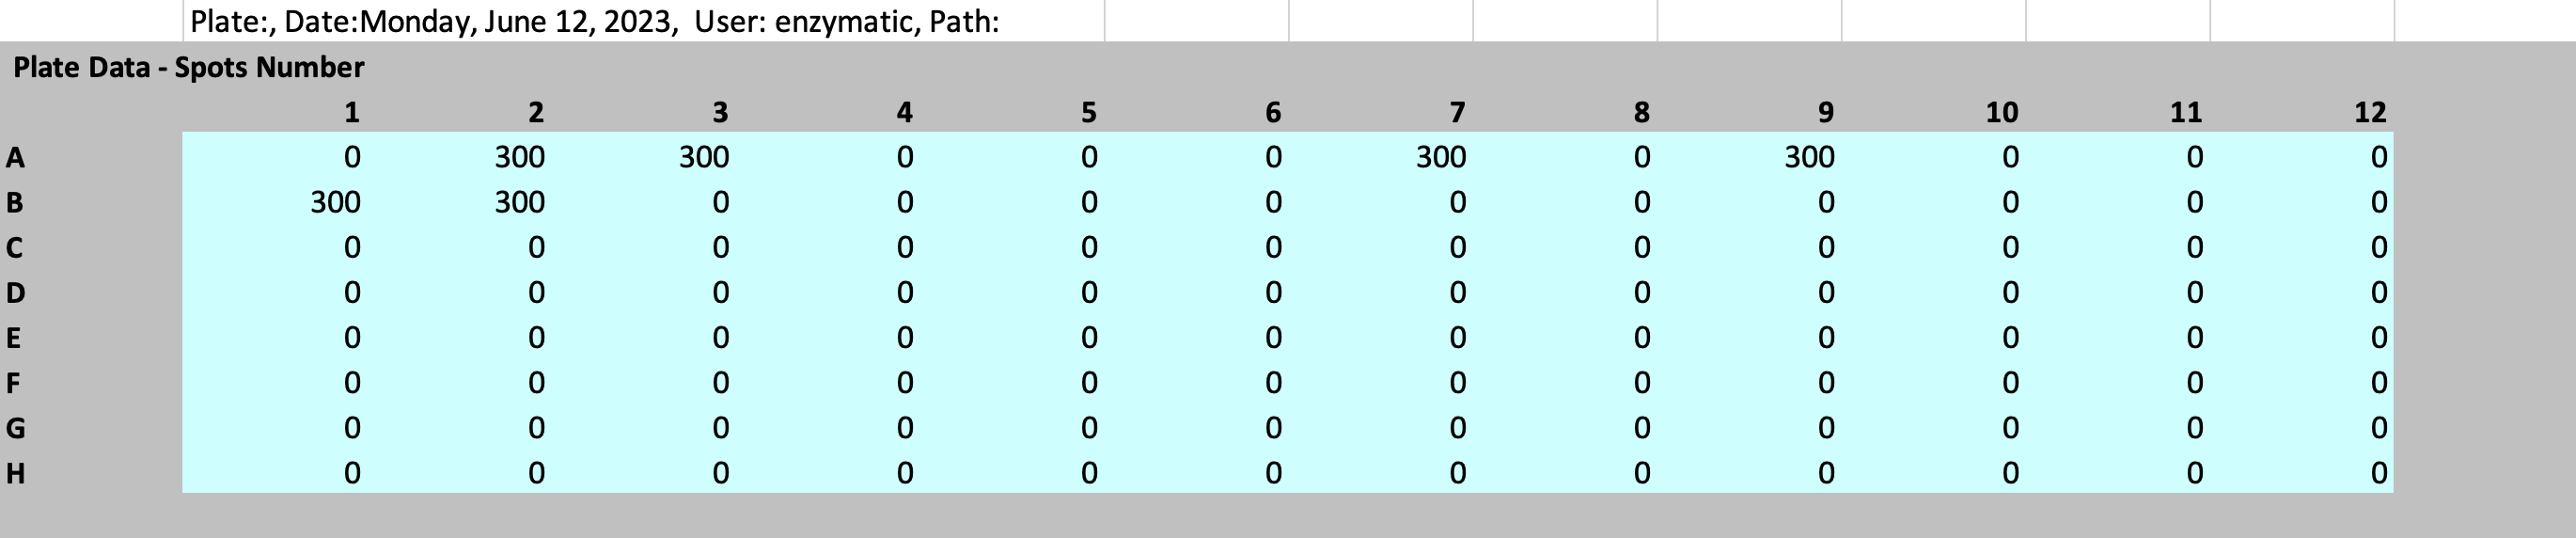 Plate:, Date:Monday, June 12, 2023,  User: enzymatic, Path:
Plate Data - Spots Number
1 2 3 4 5 6 7 8 9 10 11 12
A 0 300 300 0 0 0 300 0 300 0 0 0
B 300 300 0 0 0 0 0 0 0 0 0 0
C 0 0 0 0 0 0 0 0 0 0 0 0
D 0 0 0 0 0 0 0 0 0 0 0 0
E 0 0 0 0 0 0 0 0 0 0 0 0
F 0 0 0 0 0 0 0 0 0 0 0 0
G 0 0 0 0 0 0 0 0 0 0 0 0
H 0 0 0 0 0 0 0 0 0 0 0 0